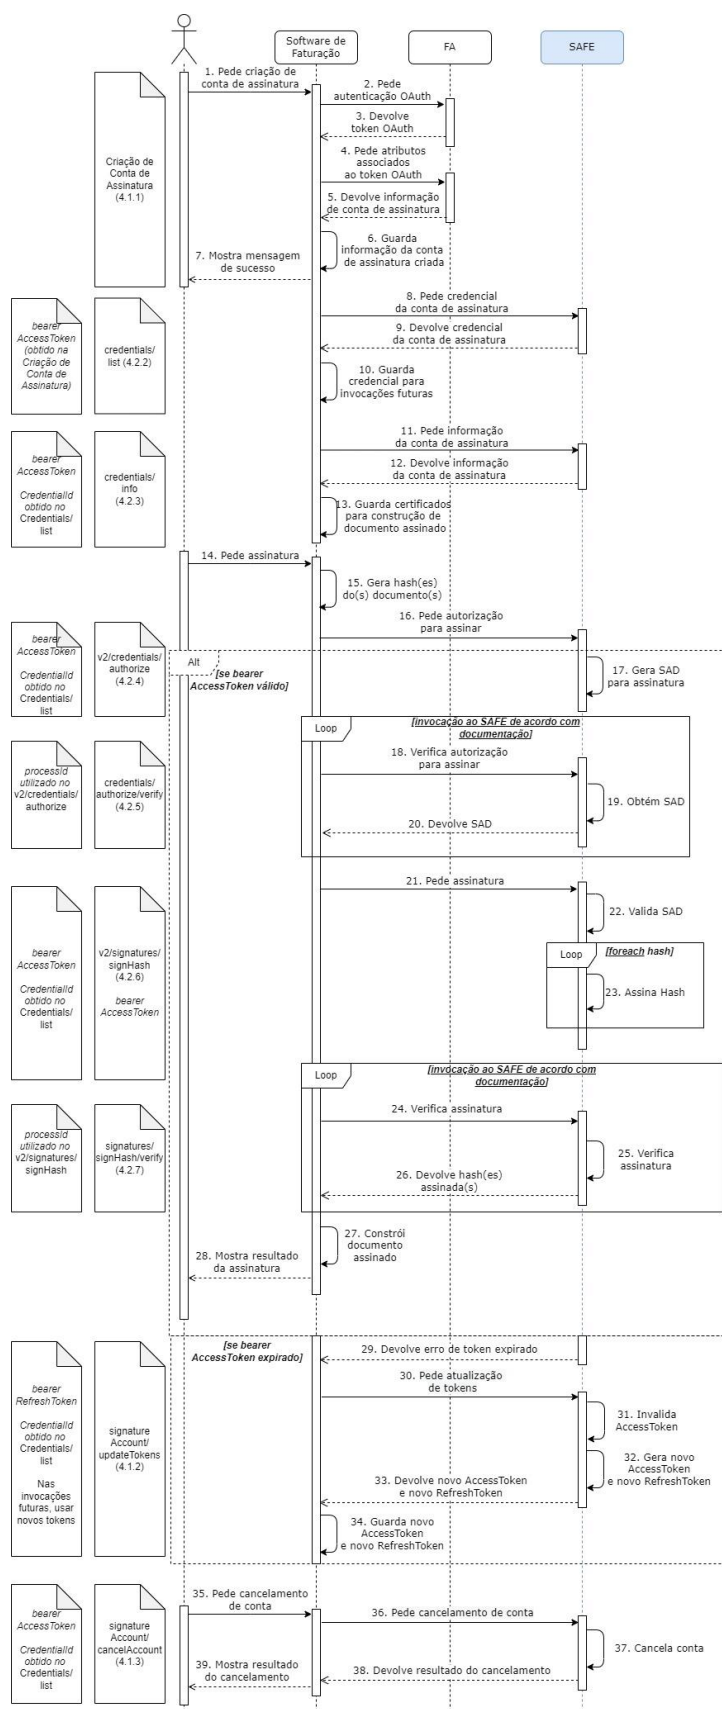 Software de
Faturação
FA
SAFE
1. Pede criação de
conta de assinatura
2. Pede
autenticação OAuth
3. Devolve
token OAuth
4. Pede atributos
associados
ao token OAuth
5. Devolve informação
de conta de assinatura
6. Guarda
informação da conta
de assinatura criada
7. Mostra mensagem
de sucesso
Criação de
Conta de
Assinatura
(4.1.1)
8. Pede credencial
da conta de assinatura
9. Devolve credencial
da conta de assinatura
10. Guarda
credencial para
invocações futuras
bearer
AccessToken
(obtido na
Criação de
Conta de
Assinatura)
credentials/
list (4.2.2)
11. Pede informação
da conta de assinatura
12. Devolve informação
da conta de assinatura
13. Guarda certificados
para construção de
documento assinado
bearer
AccessToken
CredentialId
obtido no
Credentials/
list
credentials/
info
(4.2.3)
14. Pede assinatura
15. Gera hash(es)
do(s) documento(s)
16. Pede autorização
para assinar
bearer
AccessToken
CredentialId
obtido no
Credentials/
list
v2/credentials/
authorize
(4.2.4)
Alt
[se bearer
AccessToken válido]
17. Gera SAD
para assinatura
Loop
[invocação ao SAFE de acordo com
documentação]
18. Verifica autorização
para assinar
19. Obtém SAD
20. Devolve SAD
processid
utilizado no
v2/credentials/
authorize
credentials/
authorize/verify
(4.2.5)
21. Pede assinatura
22. Valida SAD
Loop
[foreach hash]
23. Assina Hash
bearer
AccessToken
CredentialId
obtido no
Credentials/
list
v2/signatures/
signHash
(4.2.6)
bearer
AccessToken
Loop
[invocação ao SAFE de acordo com
documentação]
24. Verifica assinatura
25. Verifica
assinatura
26. Devolve hash(es)
assinada(s)
processid
utilizado no
v2/signatures/
signHash
signatures/
signHash/verify
(4.2.7)
27. Constrói
documento
assinado
28. Mostra resultado
da assinatura
[se bearer
AccessToken expirado]
29. Devolve erro de token expirado
30. Pede atualização
de tokens
31. Invalida
AccessToken
32. Gera novo
AccessToken
e novo RefreshToken
33. Devolve novo AccessToken
e novo RefreshToken
34. Guarda novo
AccessToken
e novo RefreshToken
bearer
RefreshToken
CredentialId
obtido no
Credentials/
list
Nas
invocações
futuras, usar
novos tokens
signature
Account/
updateTokens
(4.1.2)
35. Pede cancelamento
de conta
36. Pede cancelamento de conta
37. Cancela conta
38. Devolve resultado do cancelamento
39. Mostra resultado
do cancelamento
bearer
AccessToken
CredentialId
obtido no
Credentials/
list
signature
Account/
cancelAccount
(4.1.3)